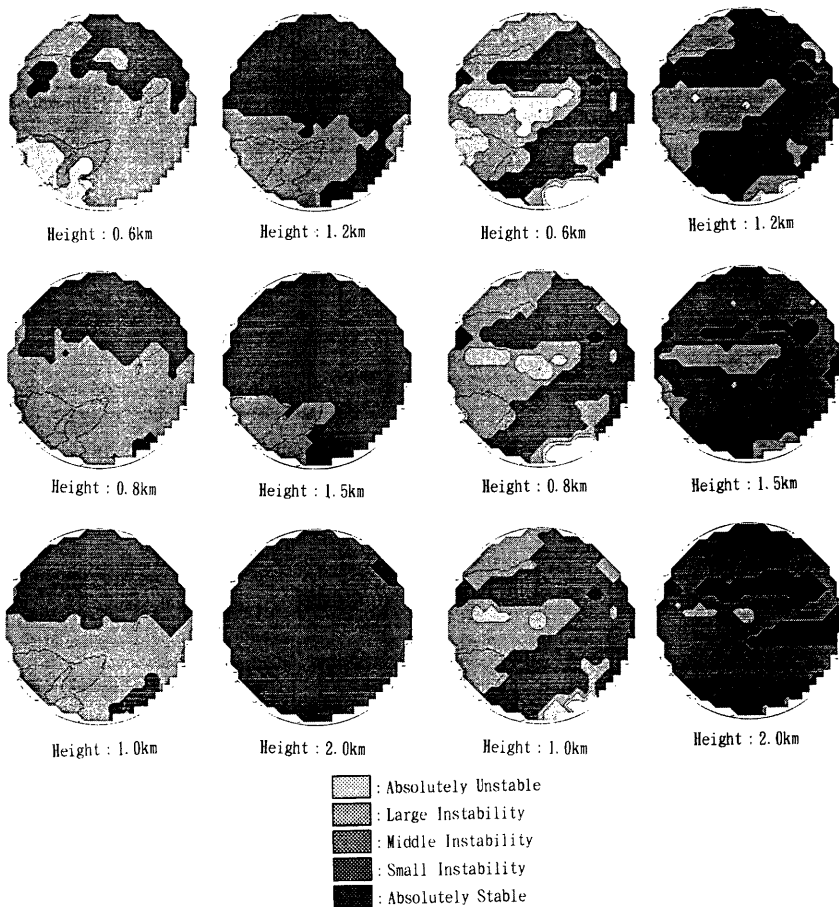 Height : 0.6km
Height : 1.2km
Height : 0.6km
Height : 1.2km
Height : 0.8km
Height : 1.5km
Height : 0.8km
Height : 1.5km
Height : 1.0km
Height : 2.0km
Height : 1.0km
Height : 2.0km
: Absolutely Unstable
: Large Instability
: Middle Instability
: Small Instability
: Absolutely Stable